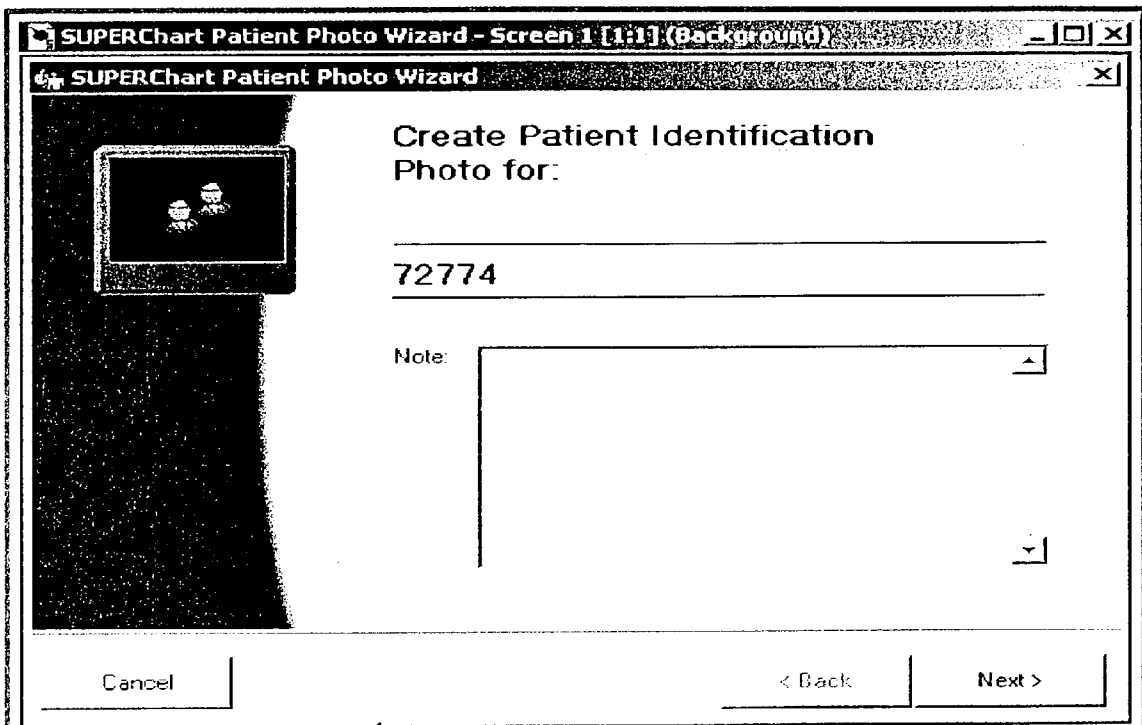 SUPERChart Patient Photo Wizard - Screen 1 [1:1] (Background)
SUPERChart Patient Photo Wizard
Create Patient Identification
Photo for:
72774
Note:
Cancel
< Back
Next >